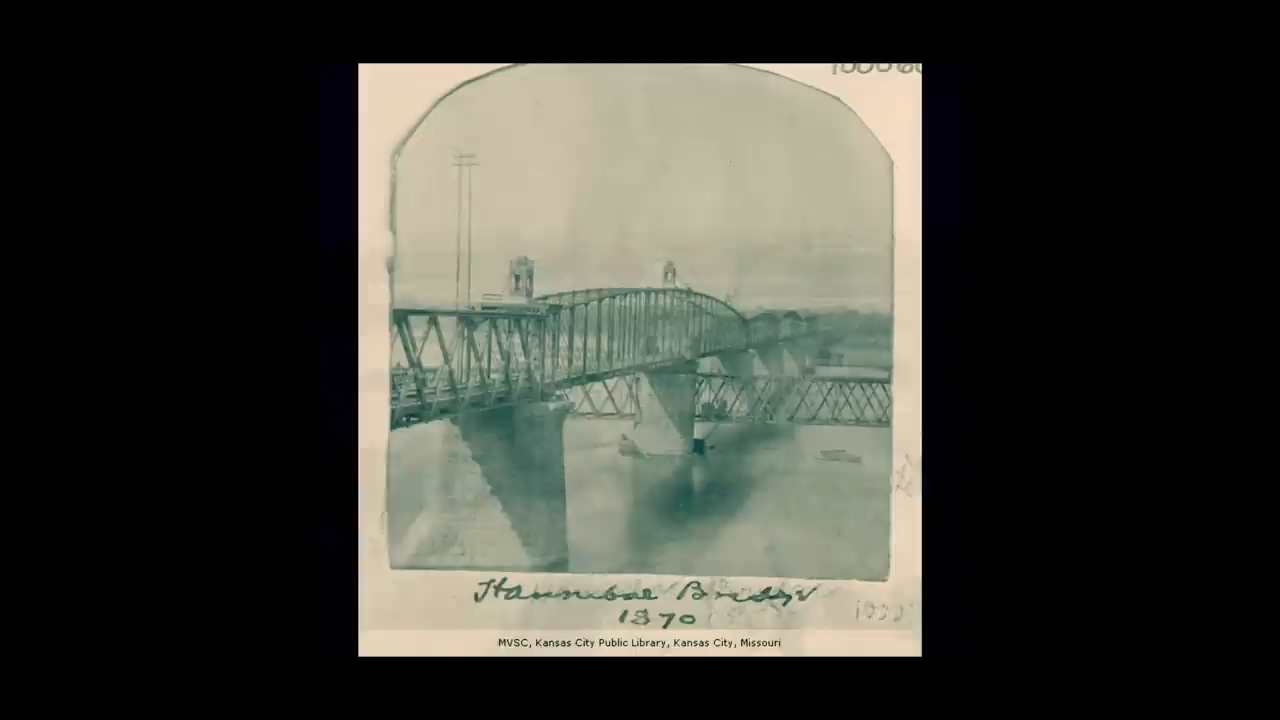 Hannibal Bridge
1870
MVSC, Kansas City Public Library, Kansas City, Missouri